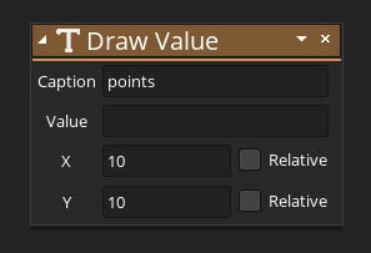 Draw Value
Caption points
Value
X 10 Relative
Y 10 Relative